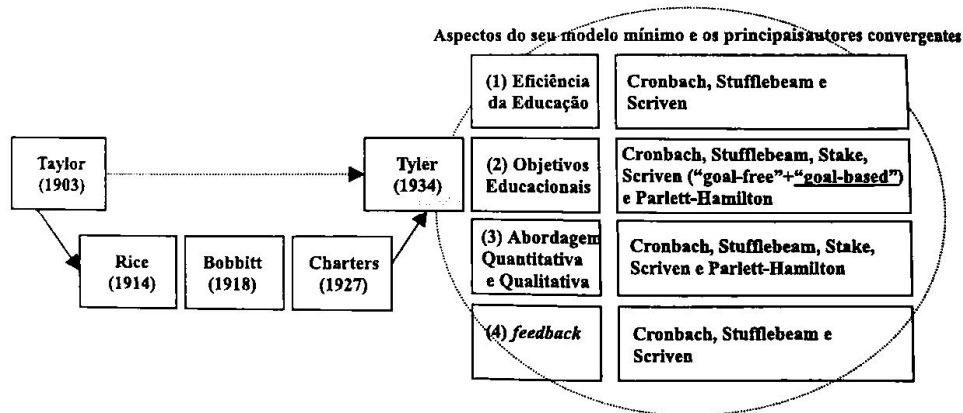 Aspectos do seu modelo mínimo e os principaisautores convergentes
(1) Eficiência
da Educação
Cronbach, Stufflebeam e
Scriven
Taylor
(1903)
Tyler
(1934)
(2) Objetivos
Educacionais
Cronbach, Stufflebeam, Stake,
Scriven (“goal-free”+“goal-based”)
e Parlett-Hamilton
Rice
(1914)
Bobbitt
(1918)
Charters
(1927)
(3) Abordagem
Quantitativa
e Qualitativa
Cronbach, Stufflebeam, Stake,
Scriven e Parlett-Hamilton
(4) feedback
Cronbach, Stufflebeam e
Scriven